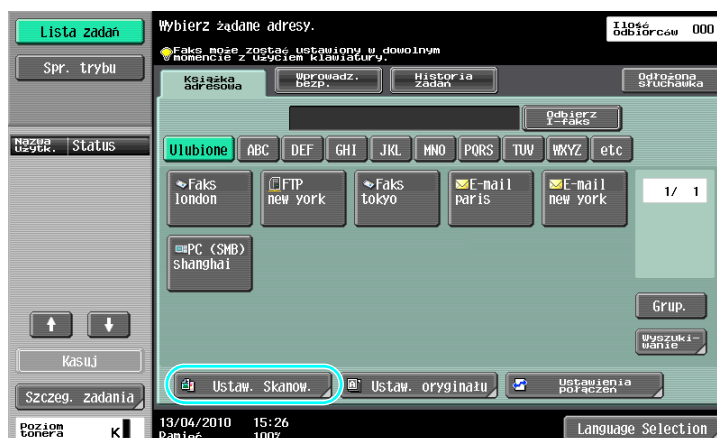 Lista zadań
Spr. trybu
Nazwa użytk.
Status
Kasuj
Szczeg. zadania
Poziom tonera
K
Wybierz żądane adresy.
Faks może zostać ustawiony w dowolnym
momencie z użyciem klawiatury.
Ilość odbiorców
000
Książka adresowa
Wprowadz. bezp.
Historia zadań
Odłożona słuchawka
Odbierz I-faks
Ulubione
ABC
DEF
GHI
JKL
MNO
PQRS
TUV
WXYZ
etc
Faks
london
FTP
new york
Faks
tokyo
E-mail
paris
E-mail
new york
1/ 1
PC (SMB)
shanghai
Grup.
Wyszuki-
wanie
Ustaw. Skanow.
Ustaw. oryginału
Ustawienia połączeń
13/04/2010 15:26
Pamięć 100%
Language Selection